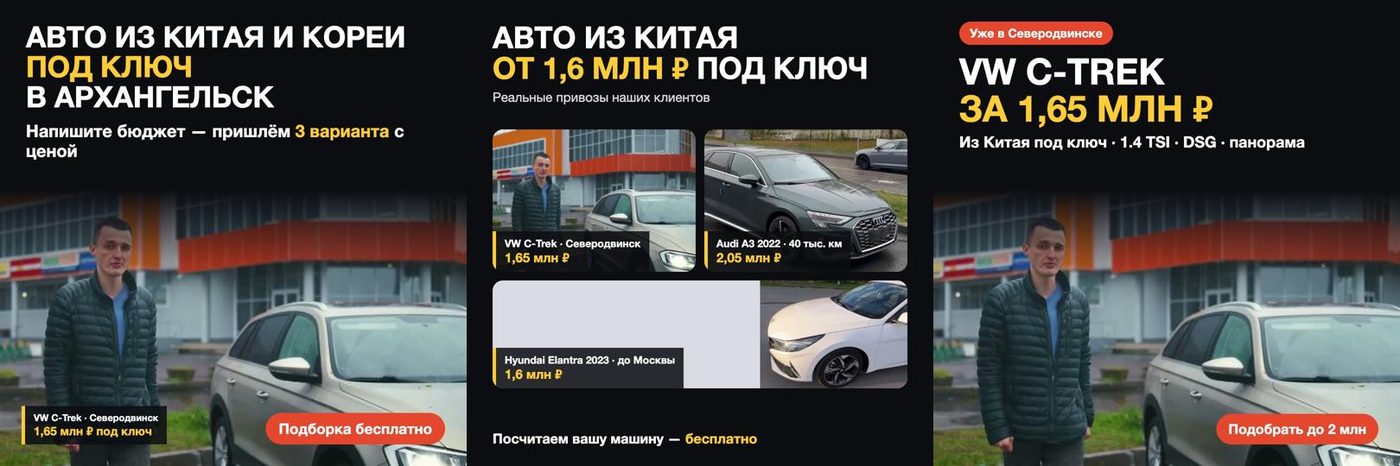 АВТО ИЗ КИТАЯ И КОРЕИ
ПОД КЛЮЧ
В АРХАНГЕЛЬСК
Напишите бюджет — пришлём 3 варианта с
ценой
VW C-Trek · Северодвинск
1,65 млн ₽ под ключ
Подборка бесплатно
АВТО ИЗ КИТАЯ
ОТ 1,6 МЛН ₽ ПОД КЛЮЧ
Реальные привозы наших клиентов
VW C-Trek · Северодвинск
1,65 млн ₽
Audi A3 2022 · 40 тыс. км
2,05 млн ₽
Hyundai Elantra 2023 · до Москвы
1,6 млн ₽
Посчитаем вашу машину — бесплатно
Уже в Северодвинске
VW C-TREK
ЗА 1,65 МЛН ₽
Из Китая под ключ · 1.4 TSI · DSG · панорама
Подобрать до 2 млн